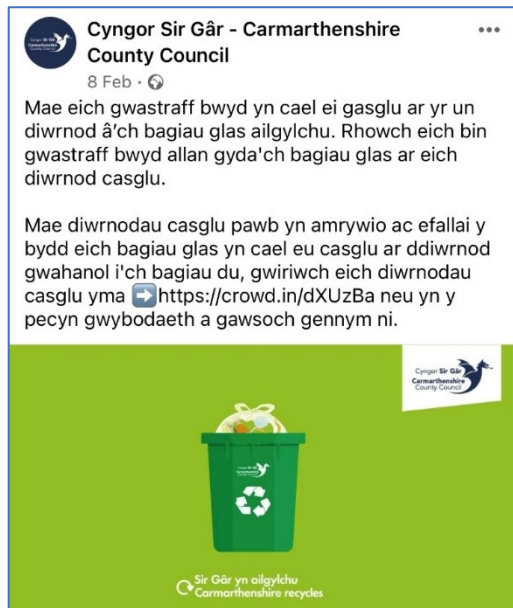 Cyngor Sir Gâr - Carmarthenshire
County Council
8 Feb ·
Mae eich gwastraff bwyd yn cael ei gasglu ar yr un
diwrnod â'ch bagiau glas ailgylchu. Rhowch eich bin
gwastraff bwyd allan gyda'ch bagiau glas ar eich
diwrnod casglu.
Mae diwrnodau casglu pawb yn amrywio ac efallai y
bydd eich bagiau glas yn cael eu casglu ar ddiwrnod
gwahanol i'ch bagiau du, gwiriwch eich diwrnodau
casglu yma ➡️https://crowd.in/dXUzBa neu yn y
pecyn gwybodaeth a gawsoch gennym ni.
Cyngor Sir Gâr
Carmarthenshire
County Council
Sir Gâr yn ailgylchu
Carmarthenshire recycles